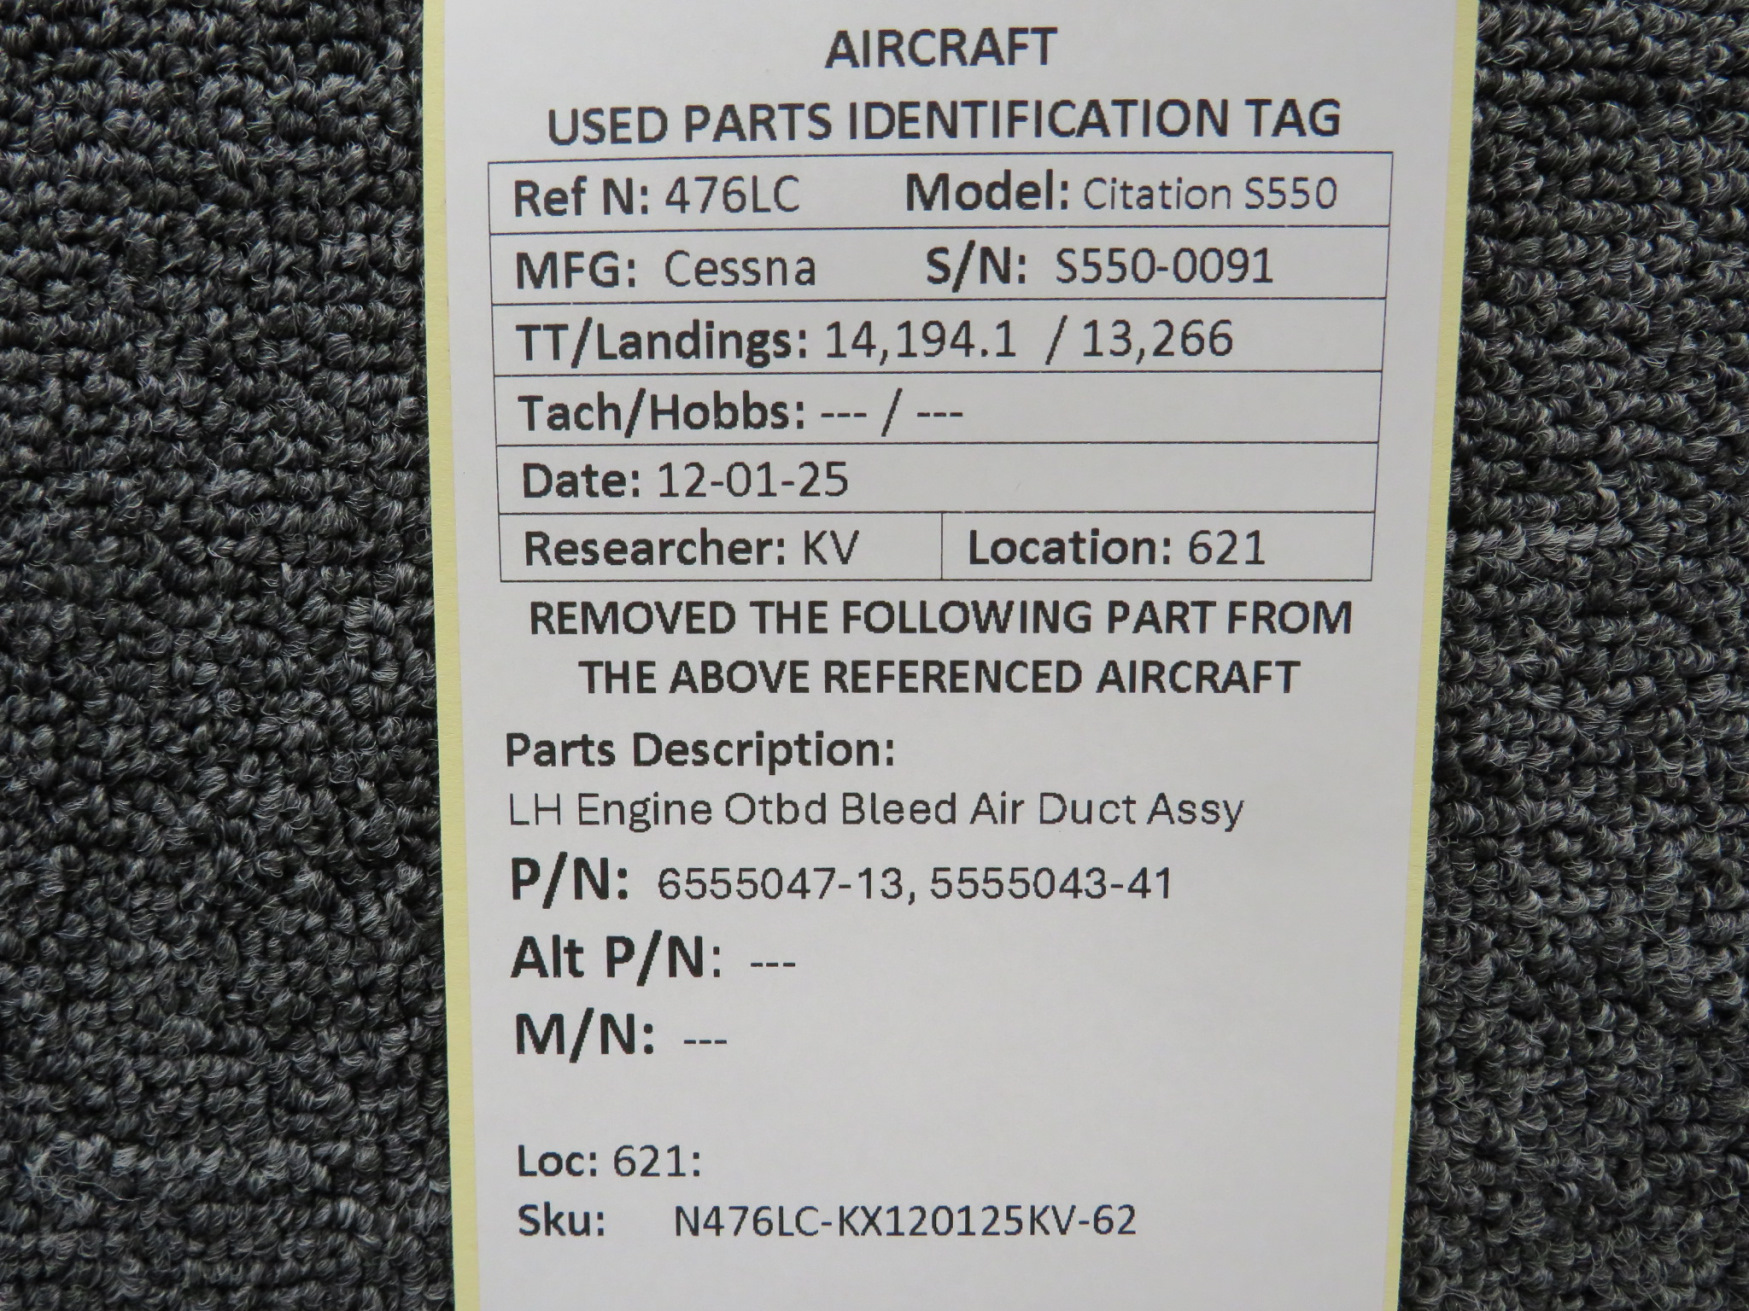 AIRCRAFT
USED PARTS IDENTIFICATION TAG
Ref N: 476LC Model: Citation S550
MFG: Cessna S/N: S550-0091
TT/Landings: 14,194.1 / 13,266
Tach/Hobbs: --- / ---
Date: 12-01-25
Researcher: KV Location: 621
REMOVED THE FOLLOWING PART FROM
THE ABOVE REFERENCED AIRCRAFT
Parts Description:
LH Engine Otbd Bleed Air Duct Assy
P/N: 6555047-13, 5555043-41
Alt P/N: ---
M/N: ---
Loc: 621:
Sku: N476LC-KX120125KV-62